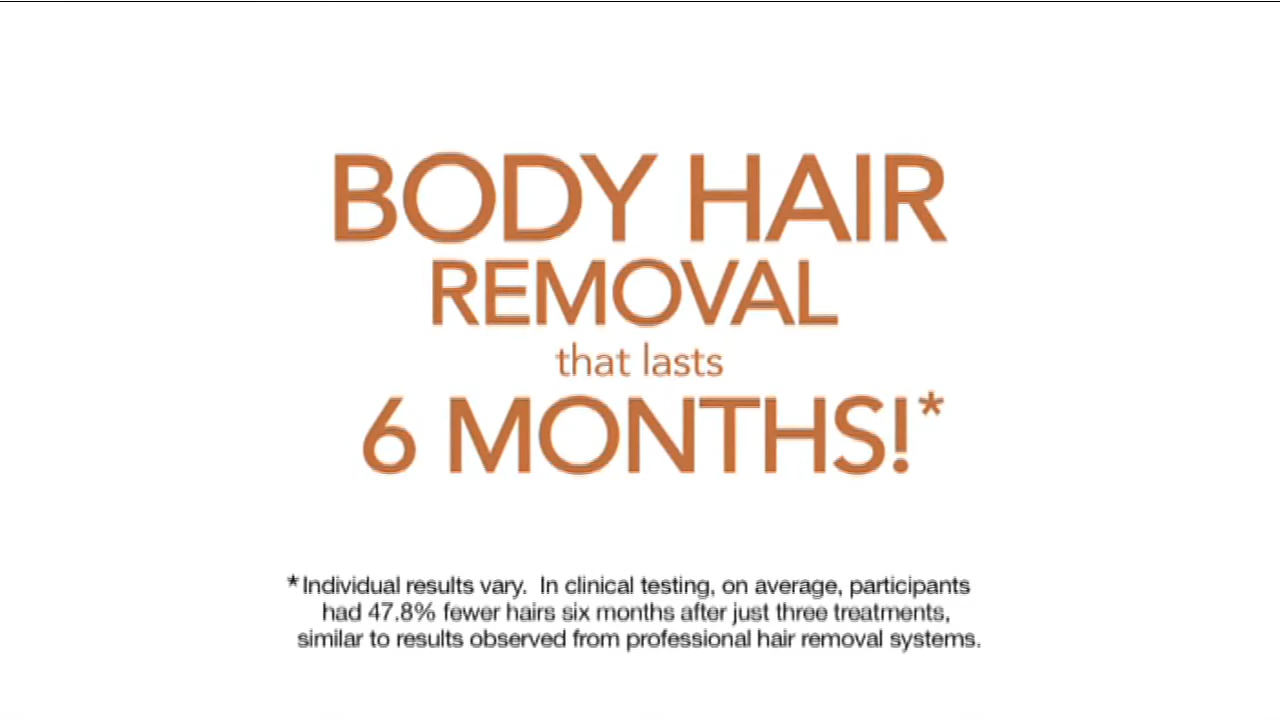 BODY HAIR
REMOVAL
that lasts
6 MONTHS!*
*Individual results vary.  In clinical testing, on average, participants
had 47.8% fewer hairs six months after just three treatments,
similar to results observed from professional hair removal systems.